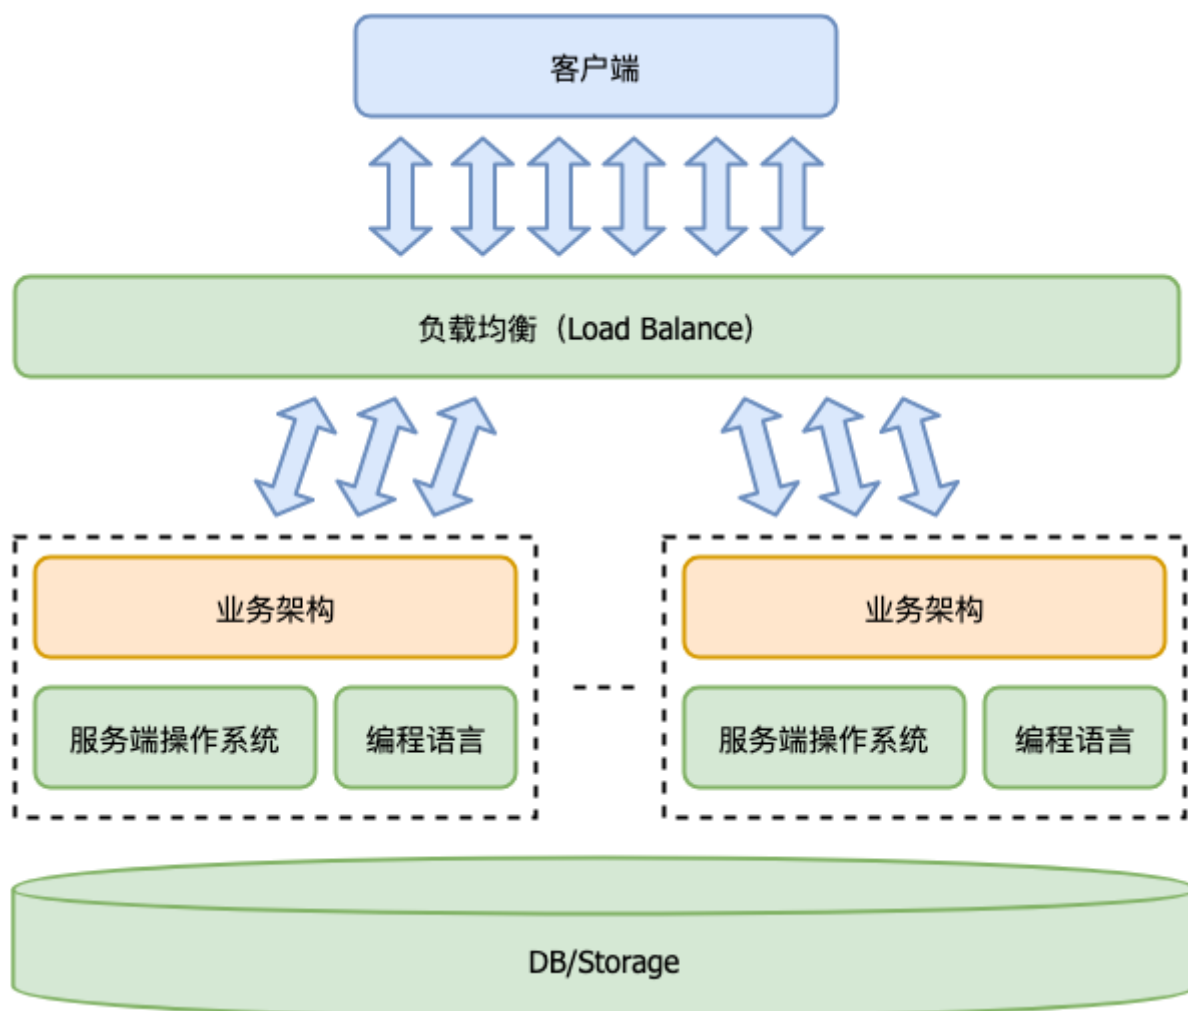 客户端
负载均衡（Load Balance）
业务架构
业务架构
服务端操作系统
编程语言
服务端操作系统
编程语言
DB/Storage